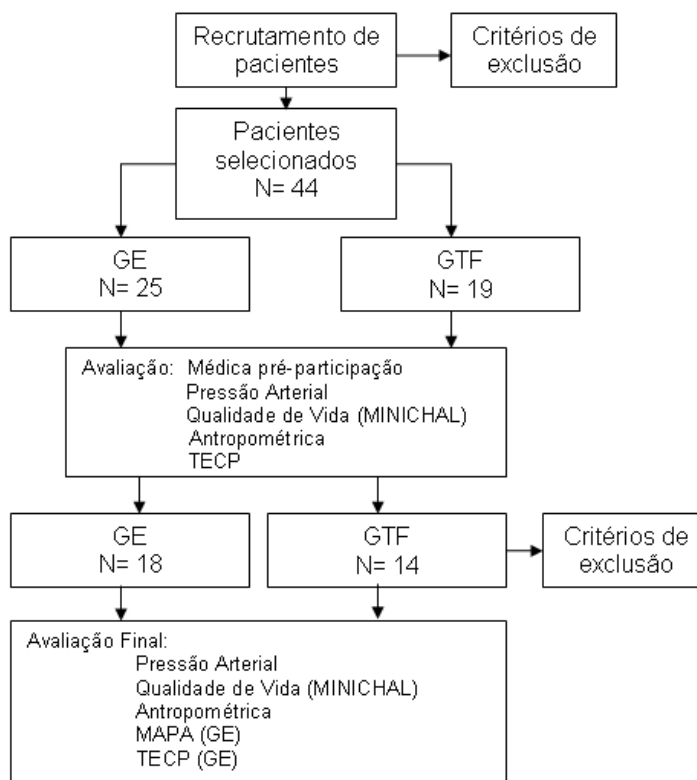 Recrutamento de
pacientes
Critérios de
exclusão
Pacientes
selecionados
N= 44
GE
N= 25
GTF
N= 19
Avaliação: Médica pré-participação
Pressão Arterial
Qualidade de Vida (MINICHAL)
Antropométrica
TECP
GE
N= 18
GTF
N= 14
Critérios de
exclusão
Avaliação Final:
Pressão Arterial
Qualidade de Vida (MINICHAL)
Antropométrica
MAPA (GE)
TECP (GE)